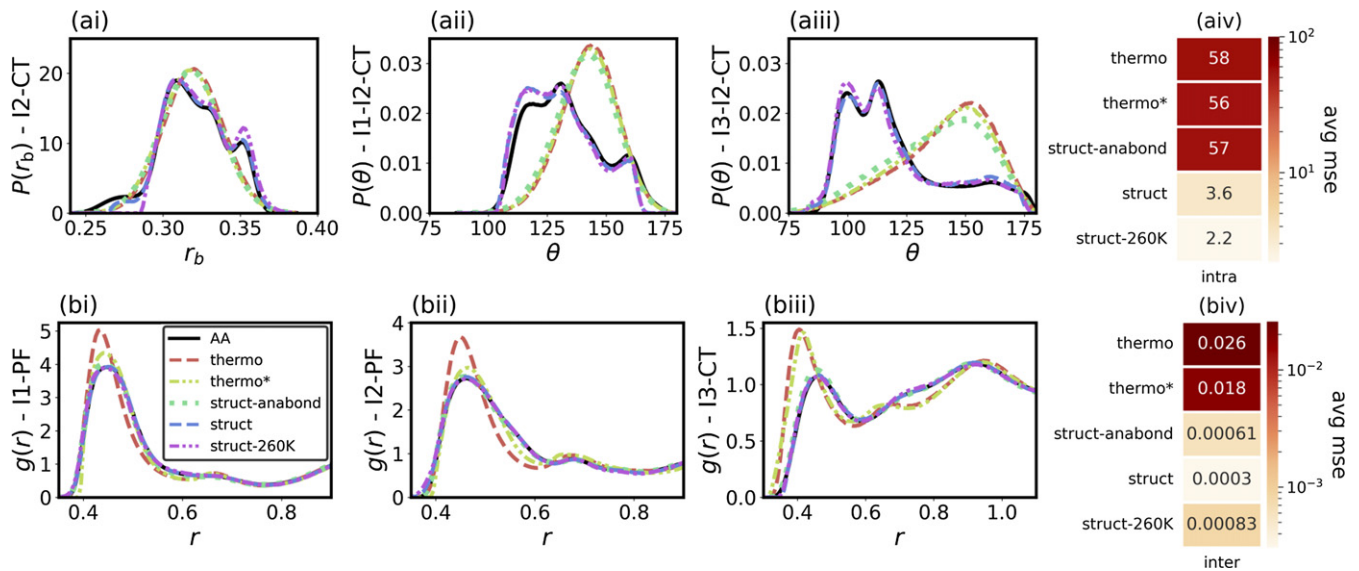 (ai)
P(r_b) - I2-CT
20
10
0
0.25 0.30 0.35 0.40
r_b
(aii)
P(θ) - I1-I2-CT
0.03
0.02
0.01
0.00
75 100 125 150 175
θ
(aiii)
P(θ) - I3-I2-CT
0.03
0.02
0.01
0.00
75 100 125 150 175
θ
(aiv)
thermo 58
thermo* 56
struct-anabond 57
struct 3.6
struct-260K 2.2
intra
10²
10¹
avg mse
(bi)
g(r) - I1-PF
5
4
3
2
1
0
0.4 0.6 0.8
r
AA
thermo
thermo*
struct-anabond
struct
struct-260K
(bii)
g(r) - I2-PF
4
3
2
1
0
0.4 0.6 0.8
r
(biii)
g(r) - I3-CT
1.5
1.0
0.5
0.0
0.4 0.6 0.8 1.0
r
(biv)
thermo 0.026
thermo* 0.018
struct-anabond 0.00061
struct 0.0003
struct-260K 0.00083
inter
10⁻²
10⁻³
avg mse